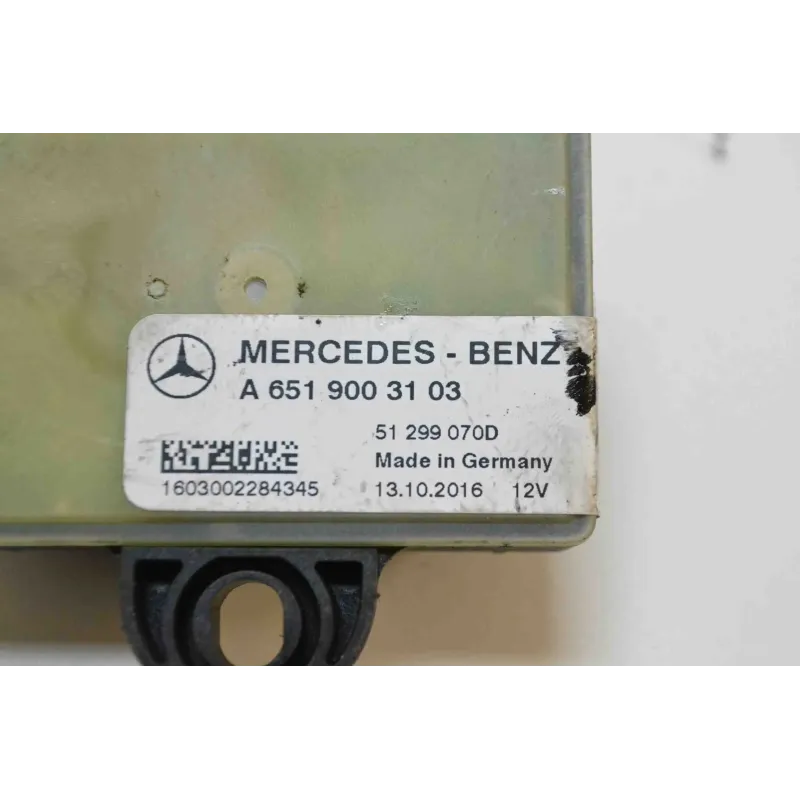 MERCEDES - BENZ
A 651 900 31 03
51 299 070D
Made in Germany
1603002284345
13.10.2016 12V